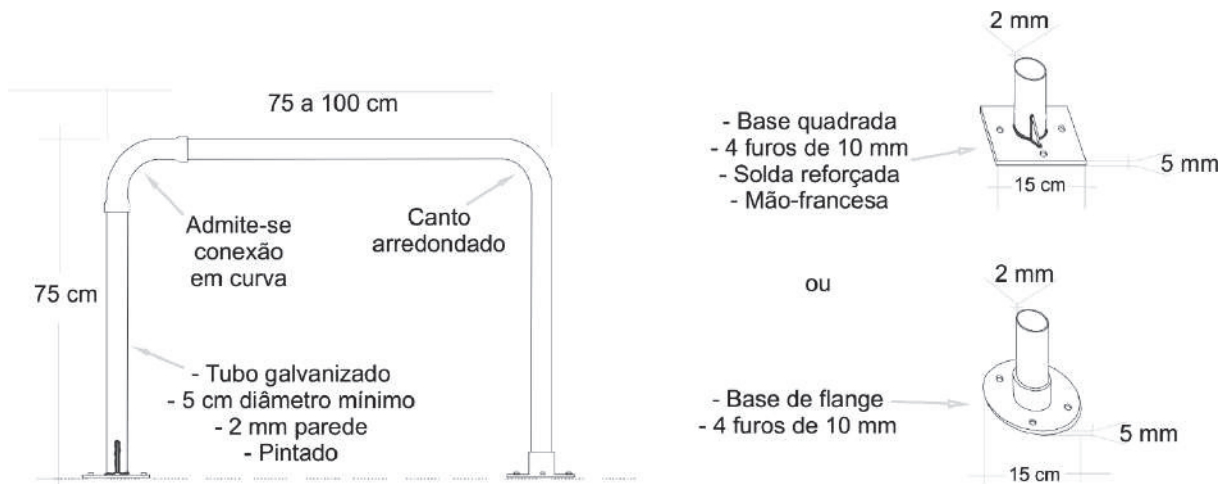 75 a 100 cm
75 cm
Admite-se
conexão
em curva
Canto
arredondado
- Tubo galvanizado
- 5 cm diâmetro mínimo
- 2 mm parede
- Pintado
2 mm
- Base quadrada
- 4 furos de 10 mm
- Solda reforçada
- Mão-francesa
5 mm
15 cm
ou
2 mm
- Base de flange
- 4 furos de 10 mm
5 mm
15 cm